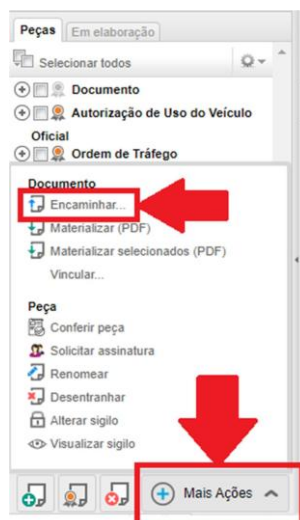 Peças Em elaboração
Selecionar todos
Documento
Autorização de Uso do Veículo
Oficial
Ordem de Tráfego
Documento
Encaminhar...
Materializar (PDF)
Materializar selecionados (PDF)
Vincular...
Peça
Conferir peça
Solicitar assinatura
Renomear
Desentranhar
Alterar sigilo
Visualizar sigilo
Mais Ações